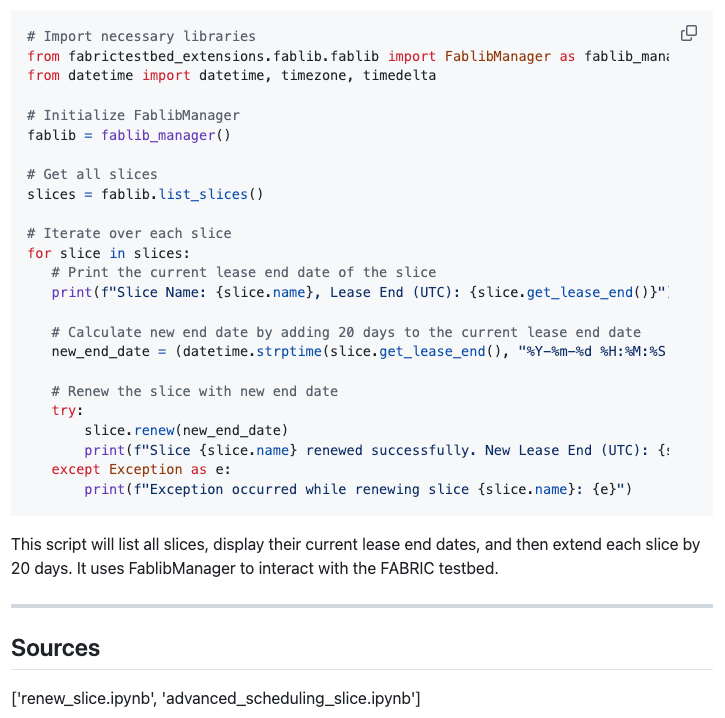 # Import necessary libraries
from fabrictestbed_extensions.fablib.fablib import FablibManager as fablib_mana
from datetime import datetime, timezone, timedelta
# Initialize FablibManager
fablib = fablib_manager()
# Get all slices
slices = fablib.list_slices()
# Iterate over each slice
for slice in slices:
# Print the current lease end date of the slice
print(f"Slice Name: {slice.name}, Lease End (UTC): {slice.get_lease_end()}")
# Calculate new end date by adding 20 days to the current lease end date
new_end_date = (datetime.strptime(slice.get_lease_end(), "%Y-%m-%d %H:%M:%S
# Renew the slice with new end date
try:
slice.renew(new_end_date)
print(f"Slice {slice.name} renewed successfully. New Lease End (UTC): {s
except Exception as e:
print(f"Exception occurred while renewing slice {slice.name}: {e}")
This script will list all slices, display their current lease end dates, and then extend each slice by
20 days. It uses FablibManager to interact with the FABRIC testbed.
Sources
['renew_slice.ipynb', 'advanced_scheduling_slice.ipynb']